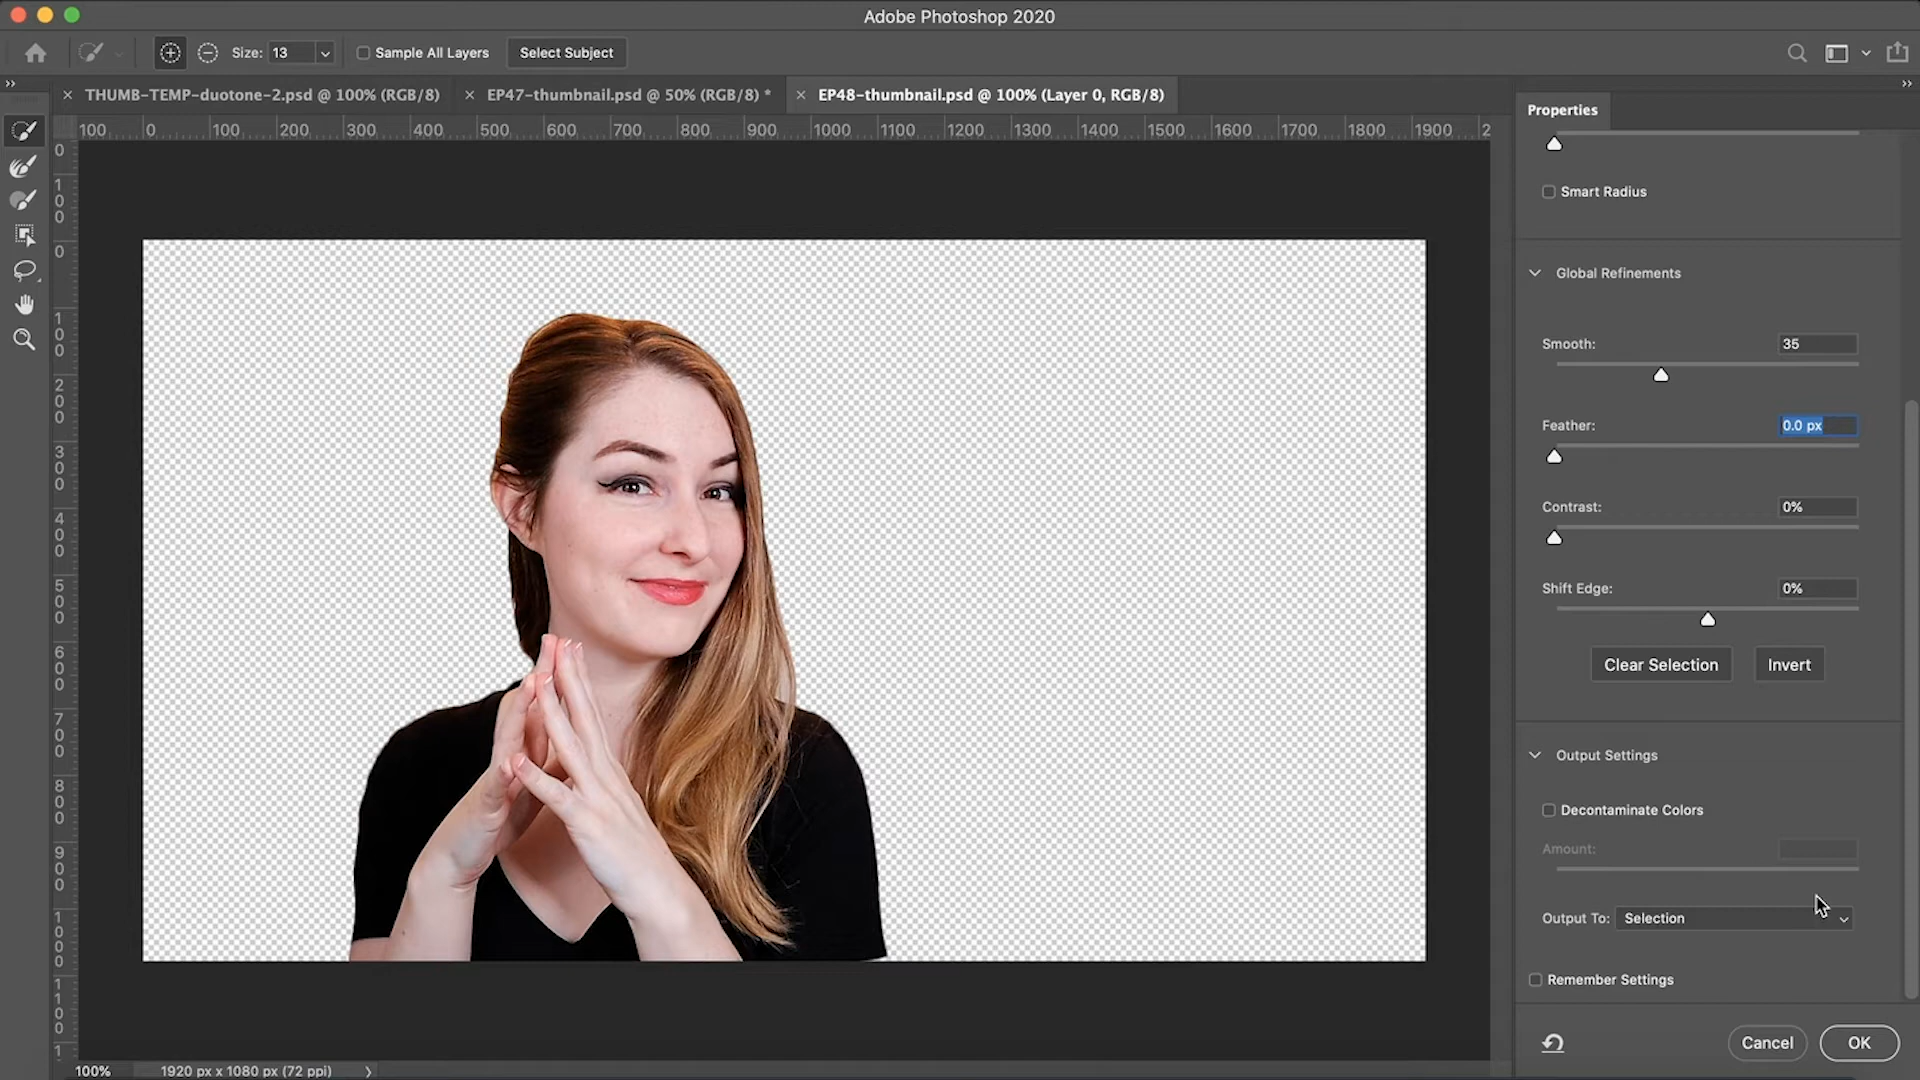 Adobe Photoshop 2020
Size: 13 Sample All Layers Select Subject
THUMB-TEMP-duotone-2.psd @ 100% (RGB/8)
EP47-thumbnail.psd @ 50% (RGB/8) *
EP48-thumbnail.psd @ 100% (Layer 0, RGB/8)
Properties
100 0 100 200 300 400 500 600 700 800 900 1000 1100 1200 1300 1400 1500 1600 1700 1800 1900 2
0
100
0
100
200
300
400
500
600
700
800
900
1000
1100
1
Smart Radius
Global Refinements
Smooth: 35
Feather: 0.0 px
Contrast: 0%
Shift Edge: 0%
Clear Selection Invert
Output Settings
Decontaminate Colors
Amount:
Output To: Selection
Remember Settings
Cancel OK
100% 1920 px x 1080 px (72 ppi)